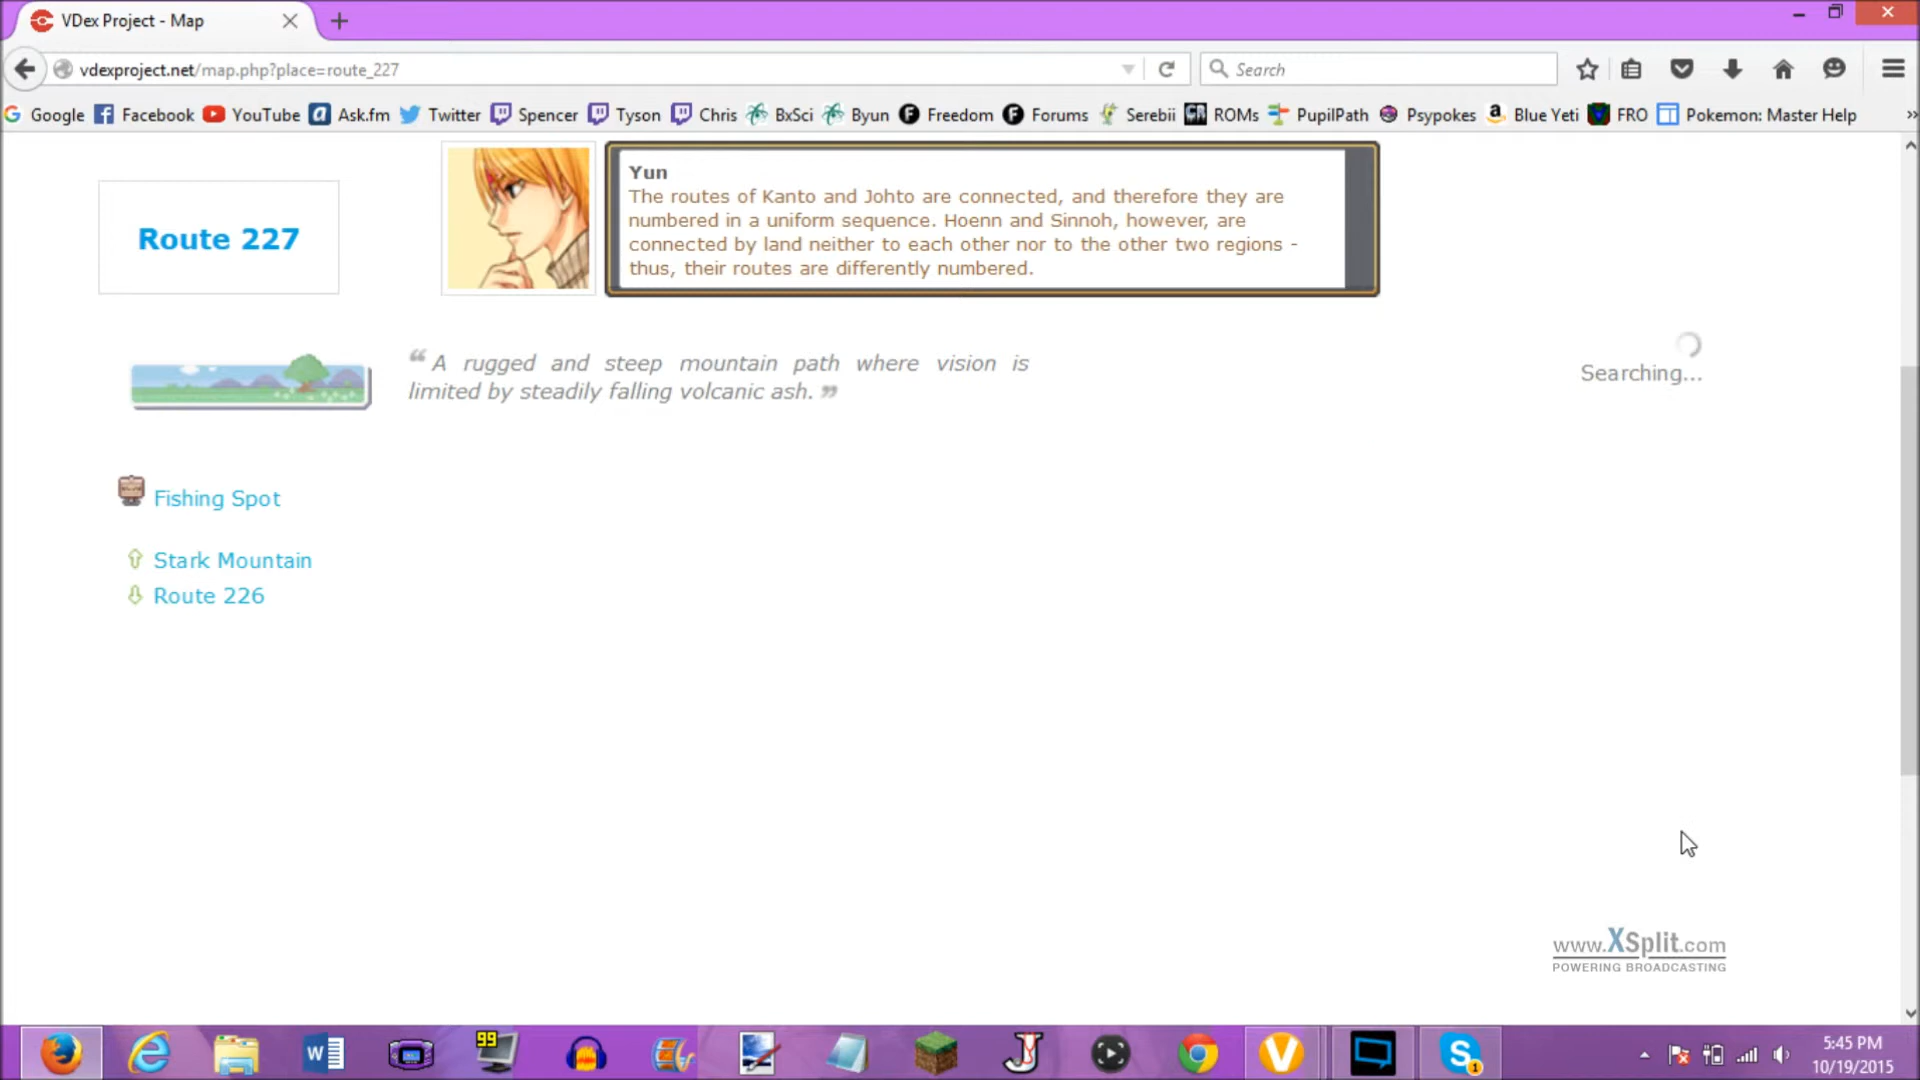 VDex Project - Map
vdexproject.net/map.php?place=route_227
Search
Google Facebook YouTube Ask.fm Twitter Spencer Tyson Chris BxSci Byun Freedom Forums Serebii ROMs PupilPath Psypokes Blue Yeti FRO Pokemon: Master Help
Route 227
Yun
The routes of Kanto and Johto are connected, and therefore they are
numbered in a uniform sequence. Hoenn and Sinnoh, however, are
connected by land neither to each other nor to the other two regions -
thus, their routes are differently numbered.
“ A rugged and steep mountain path where vision is
limited by steadily falling volcanic ash. ”
Searching...
Fishing Spot
Stark Mountain
Route 226
www.XSplit.com
POWERING BROADCASTING
99
1
5:45 PM
10/19/2015